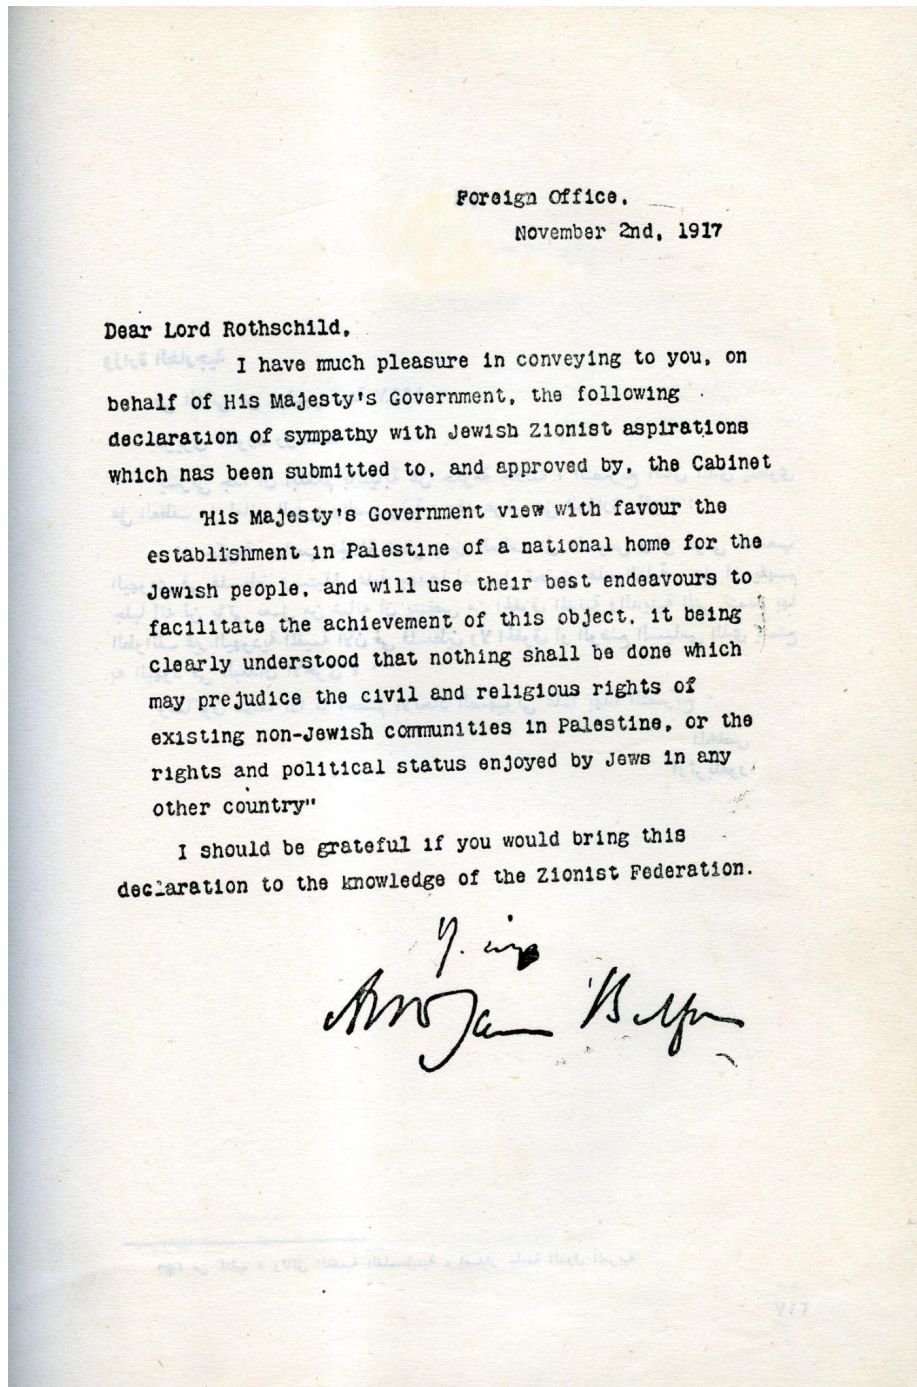 Foreign Office.
November 2nd, 1917
Dear Lord Rothschild,
I have much pleasure in conveying to you, on
behalf of His Majesty's Government, the following
declaration of sympathy with Jewish Zionist aspirations
which has been submitted to, and approved by, the Cabinet
"His Majesty's Government view with favour the
establishment in Palestine of a national home for the
Jewish people, and will use their best endeavours to
facilitate the achievement of this object, it being
clearly understood that nothing shall be done which
may prejudice the civil and religious rights of
existing non-Jewish communities in Palestine, or the
rights and political status enjoyed by Jews in any
other country"
I should be grateful if you would bring this
declaration to the knowledge of the Zionist Federation.